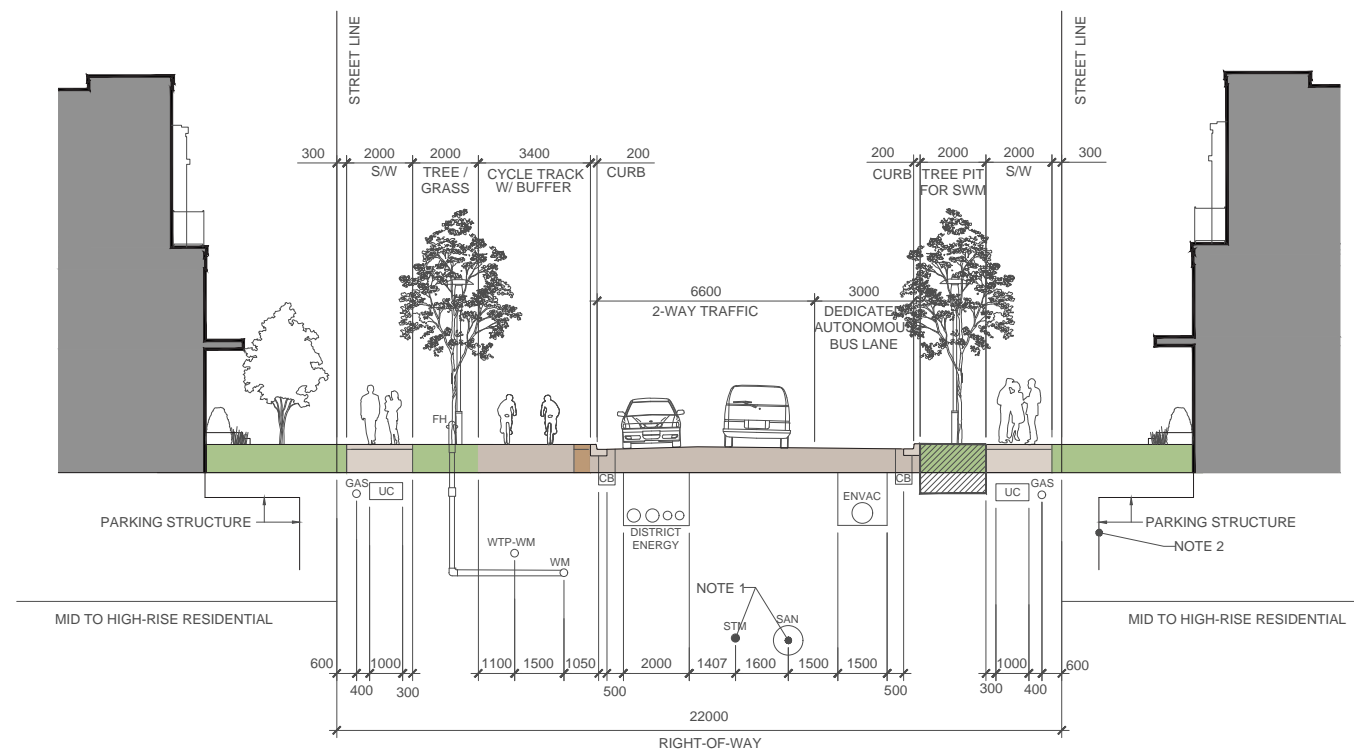 STREET LINE
STREET LINE
300
2000
2000
3400
200
S/W
TREE /
GRASS
CYCLE TRACK
W/ BUFFER
CURB
200
2000
2000
300
CURB
TREE PIT
FOR SWM
S/W
6600
3000
2-WAY TRAFFIC
DEDICATED
AUTONOMOUS
BUS LANE
FH
GAS
UC
CB
CB
UC
GAS
ENVAC
DISTRICT
ENERGY
PARKING STRUCTURE
PARKING STRUCTURE
NOTE 2
WTP-WM
WM
NOTE 1
STM
SAN
MID TO HIGH-RISE RESIDENTIAL
MID TO HIGH-RISE RESIDENTIAL
600
1000
1100
1500
1050
2000
1407
1600
1500
1500
1000
600
400
300
500
500
300
400
22000
RIGHT-OF-WAY